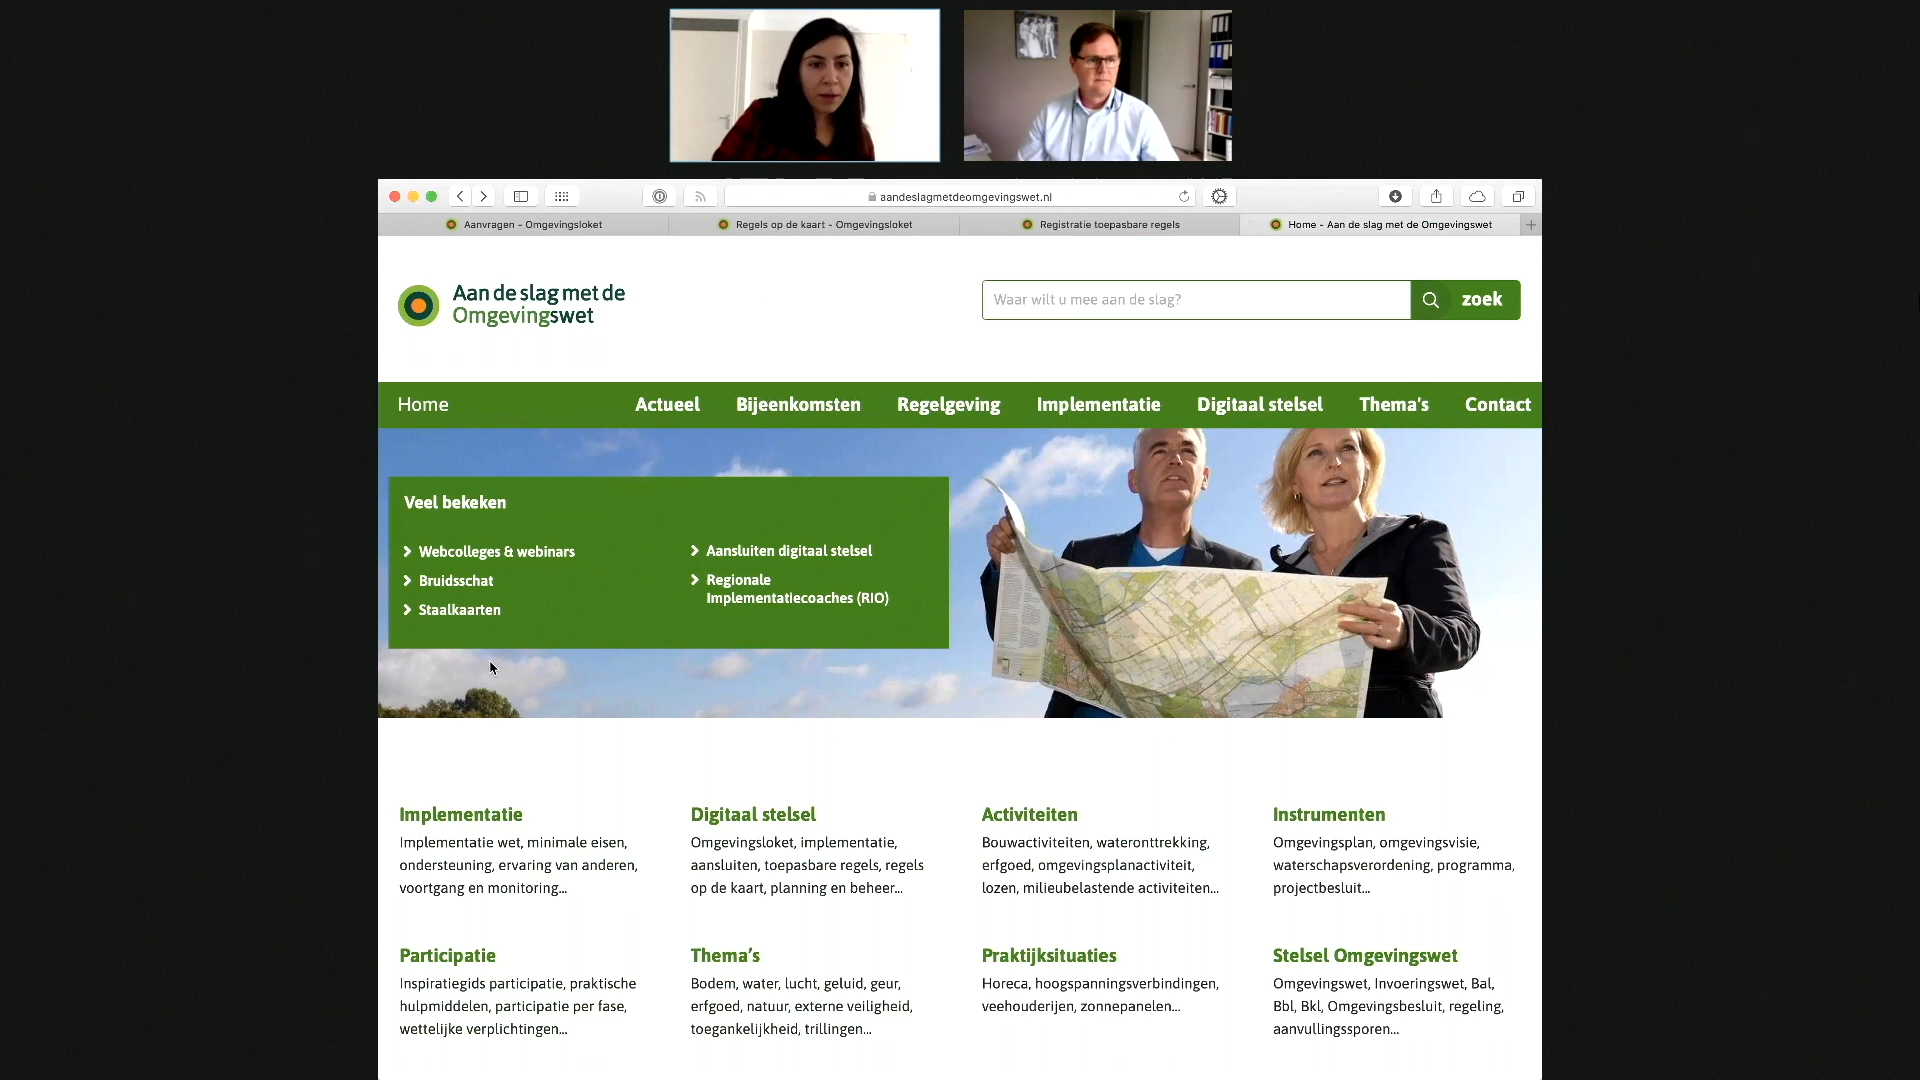 aandeslagmetdeomgevingswet.nl
Aanvragen - Omgevingsloket
Regels op de kaart - Omgevingsloket
Registratie toepasbare regels
Home - Aan de slag met de Omgevingswet
Aan de slag met de
Omgevingswet
Waar wilt u mee aan de slag?
zoek
Home
Actueel
Bijeenkomsten
Regelgeving
Implementatie
Digitaal stelsel
Thema's
Contact
Veel bekeken
Webcolleges & webinars
Bruidsschat
Staalkaarten
Aansluiten digitaal stelsel
Regionale
Implementatiecoaches (RIO)
Implementatie
Implementatie wet, minimale eisen,
ondersteuning, ervaring van anderen,
voortgang en monitoring...
Digitaal stelsel
Omgevingsloket, implementatie,
aansluiten, toepasbare regels, regels
op de kaart, planning en beheer...
Activiteiten
Bouwactiviteiten, wateronttrekking,
erfgoed, omgevingsplanactiviteit,
lozen, milieubelastende activiteiten...
Instrumenten
Omgevingsplan, omgevingsvisie,
waterschapsverordening, programma,
projectbesluit...
Participatie
Inspiratiegids participatie, praktische
hulpmiddelen, participatie per fase,
wettelijke verplichtingen...
Thema’s
Bodem, water, lucht, geluid, geur,
erfgoed, natuur, externe veiligheid,
toegankelijkheid, trillingen...
Praktijksituaties
Horeca, hoogspanningsverbindingen,
veehouderijen, zonnepanelen...
Stelsel Omgevingswet
Omgevingswet, Invoeringswet, Bal,
Bbl, Bkl, Omgevingsbesluit, regeling,
aanvullingssporen...